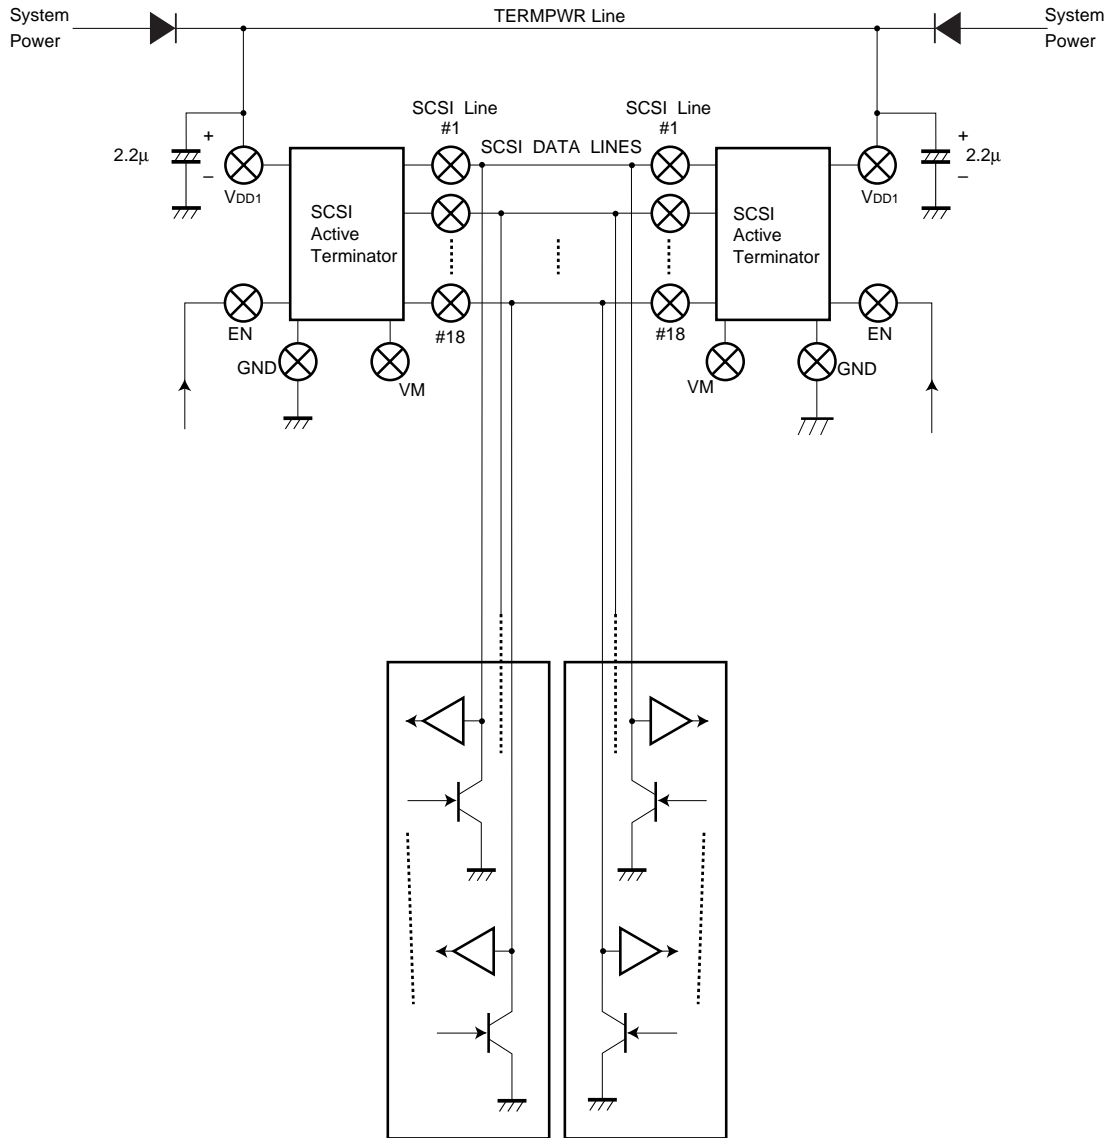 System
Power
TERMPWR Line
System
Power
SCSI Line
#1
SCSI Line
#1
SCSI DATA LINES
2.2μ
+
–
VDD1
SCSI
Active
Terminator
SCSI
Active
Terminator
+
–
2.2μ
VDD1
EN
#18
#18
EN
GND
VM
VM
GND